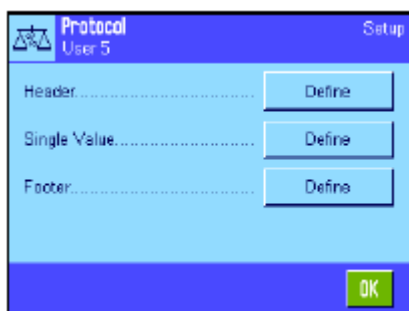 Protocol
Setup
User 5
Header.................................... Define
Single Value............................ Define
Footer.................................... Define
OK